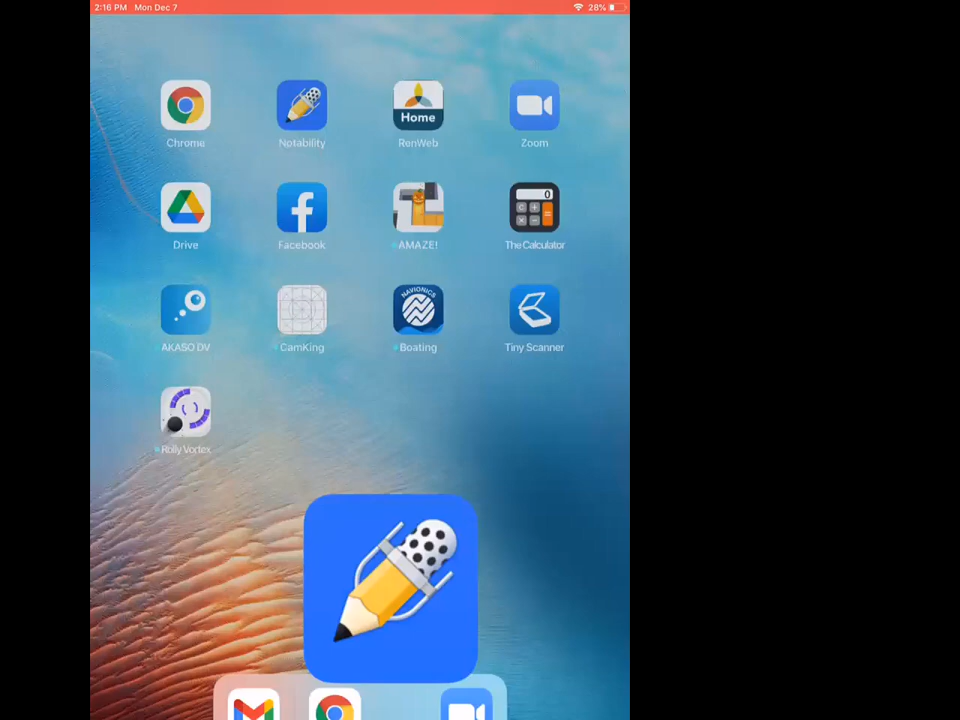 2:16 PM Mon Dec 7 28%
Chrome Notability Home RenWeb Zoom
Drive Facebook AMAZE! 0 C + × - = The Calculator
AKASO DV CamKing NAVIONICS Boating Tiny Scanner
Rolly Vortex